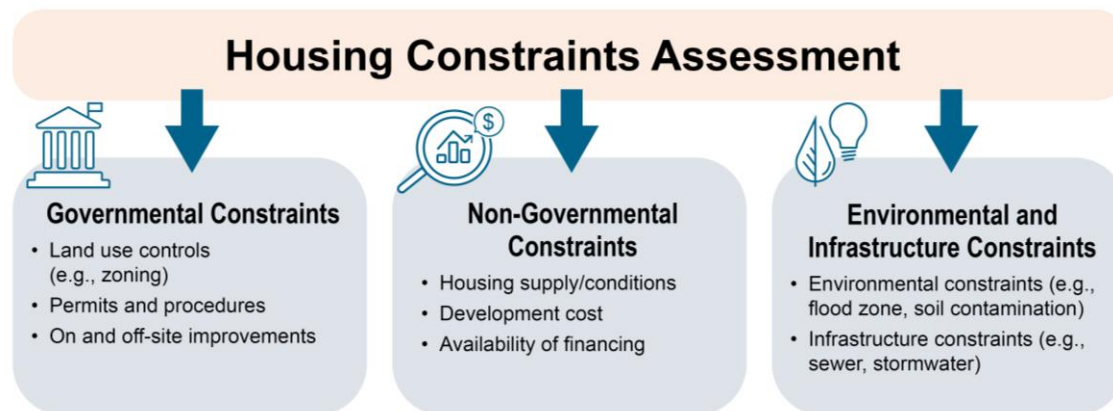 Housing Constraints Assessment
$
Governmental Constraints
• Land use controls
(e.g., zoning)
• Permits and procedures
• On and off-site improvements
Non-Governmental
Constraints
• Housing supply/conditions
• Development cost
• Availability of financing
Environmental and
Infrastructure Constraints
• Environmental constraints (e.g.,
flood zone, soil contamination)
• Infrastructure constraints (e.g.,
sewer, stormwater)